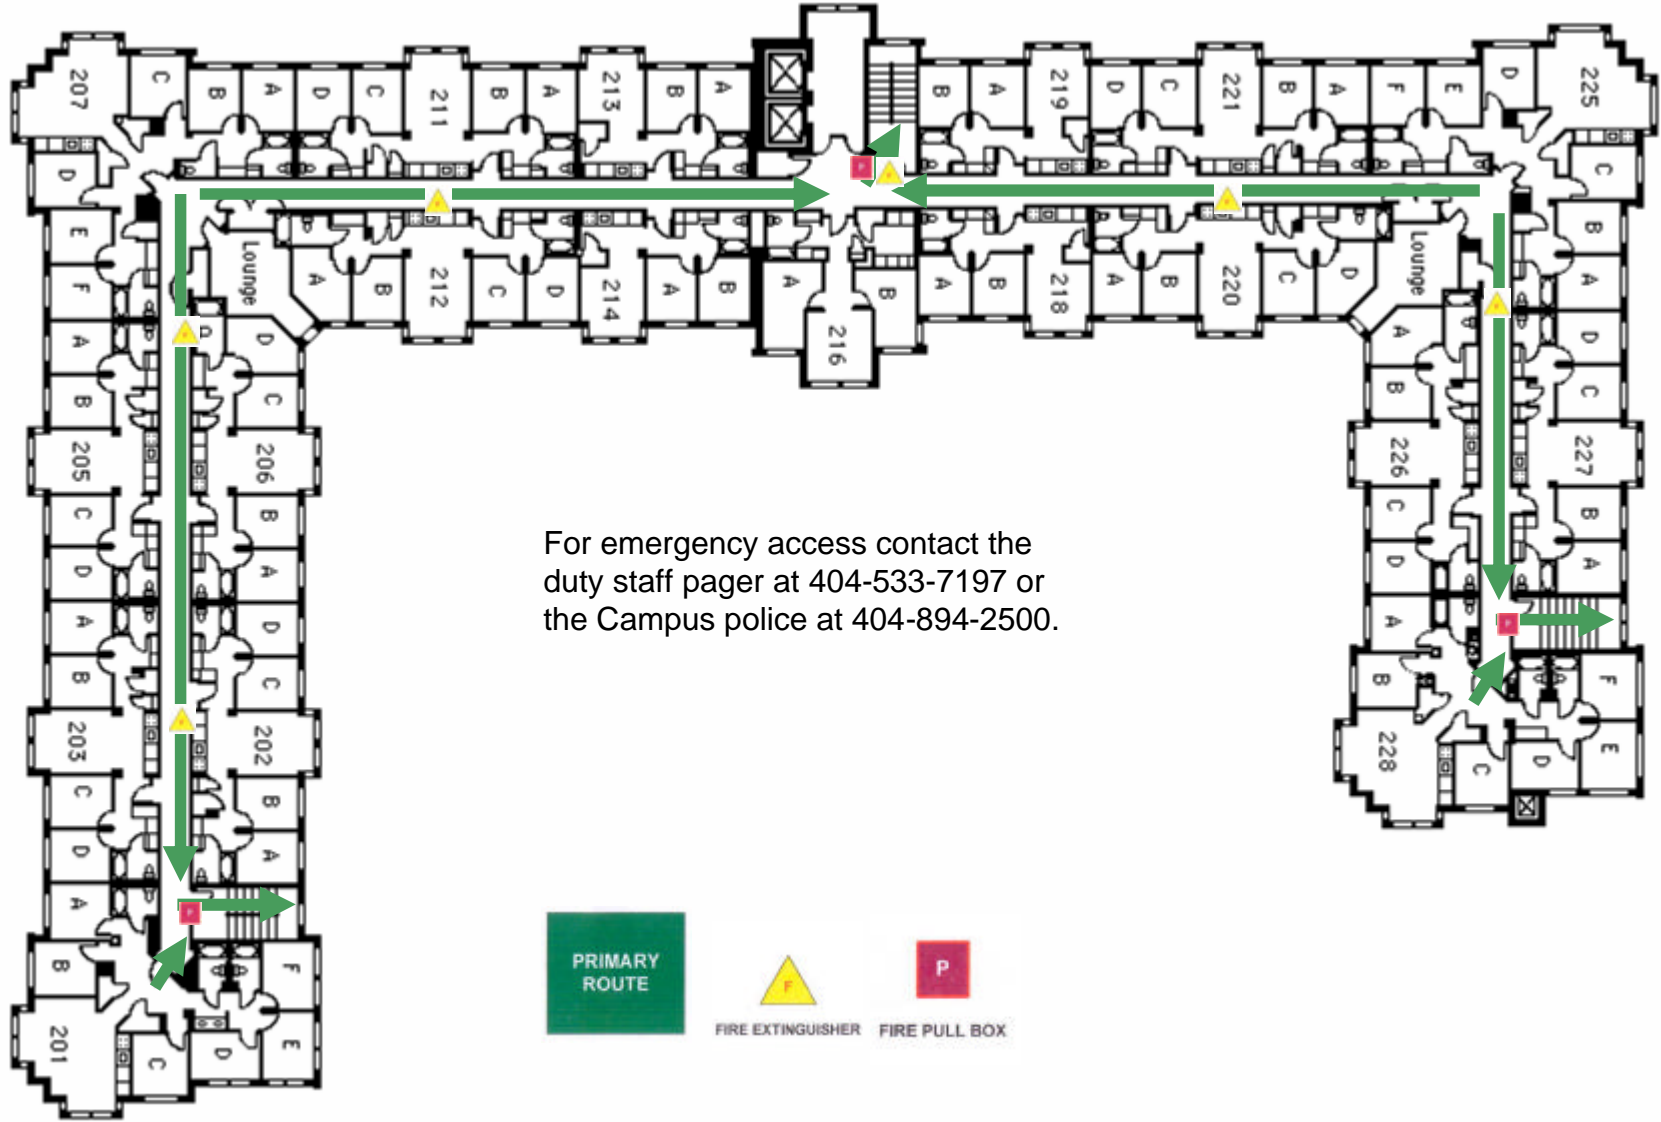 207
C
B
A
D
C
211
B
A
213
B
A
B
A
219
D
C
221
B
A
F
E
D
225
D
P
F
C
F
F
E
Lounge
A
B
212
C
D
214
A
B
A
B
216
A
B
218
A
B
220
C
D
Lounge
B
F
F
A
F
A
D
A
D
B
C
B
C
205
206
226
227
C
B
C
B
D
A
D
A
A
D
A
P
B
C
B
F
203
F
202
228
E
C
B
C
D
D
A
A
P
B
F
201
C
D
E
For emergency access contact the
duty staff pager at 404-533-7197 or
the Campus police at 404-894-2500.
PRIMARY
ROUTE
F
P
FIRE EXTINGUISHER
FIRE PULL BOX